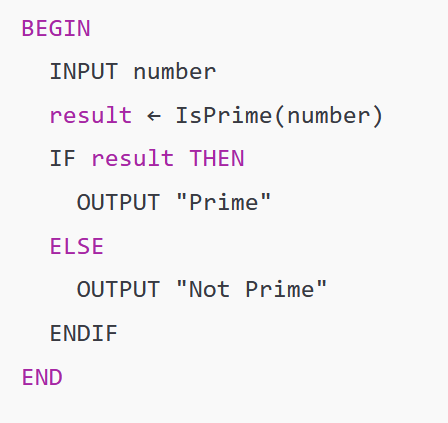 BEGIN
  INPUT number
  result ← IsPrime(number)
  IF result THEN
    OUTPUT "Prime"
  ELSE
    OUTPUT "Not Prime"
  ENDIF
END